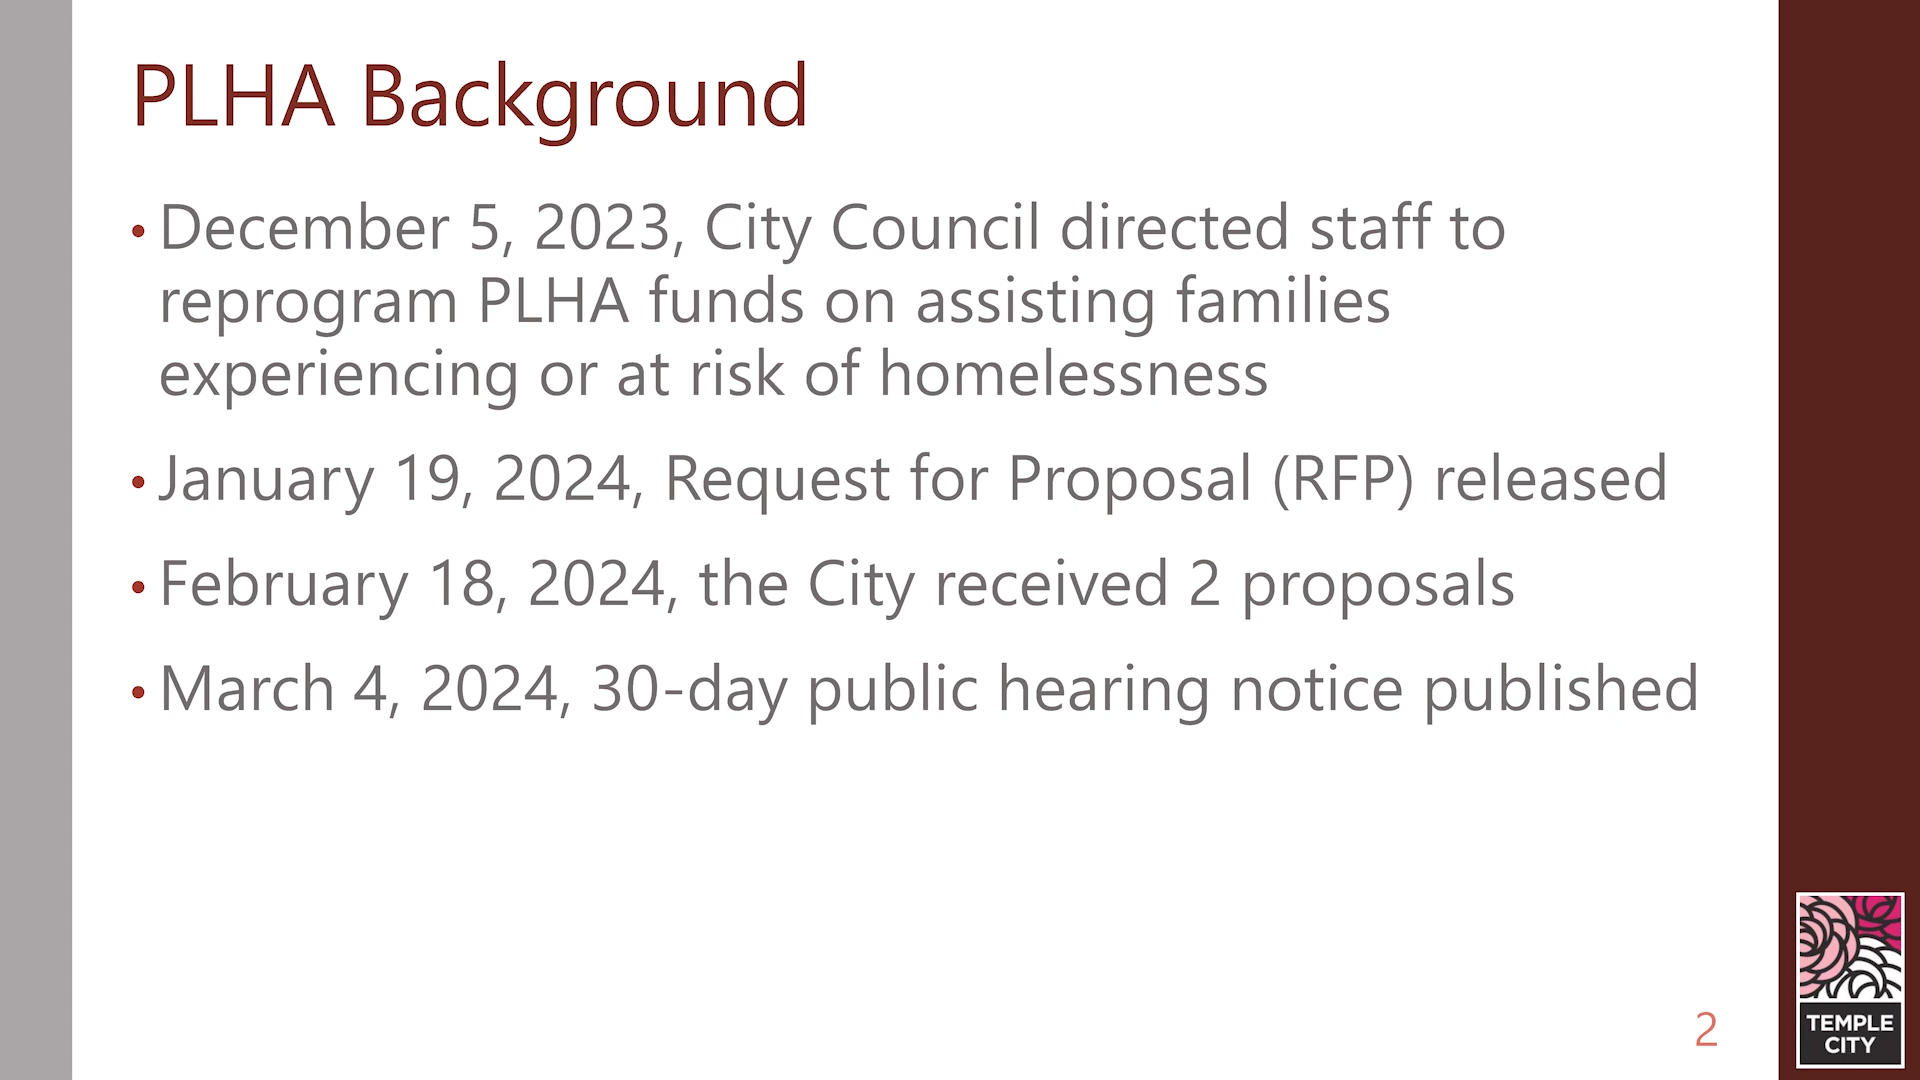 PLHA Background
• December 5, 2023, City Council directed staff to
reprogram PLHA funds on assisting families
experiencing or at risk of homelessness
• January 19, 2024, Request for Proposal (RFP) released
• February 18, 2024, the City received 2 proposals
• March 4, 2024, 30-day public hearing notice published
2
TEMPLE
CITY